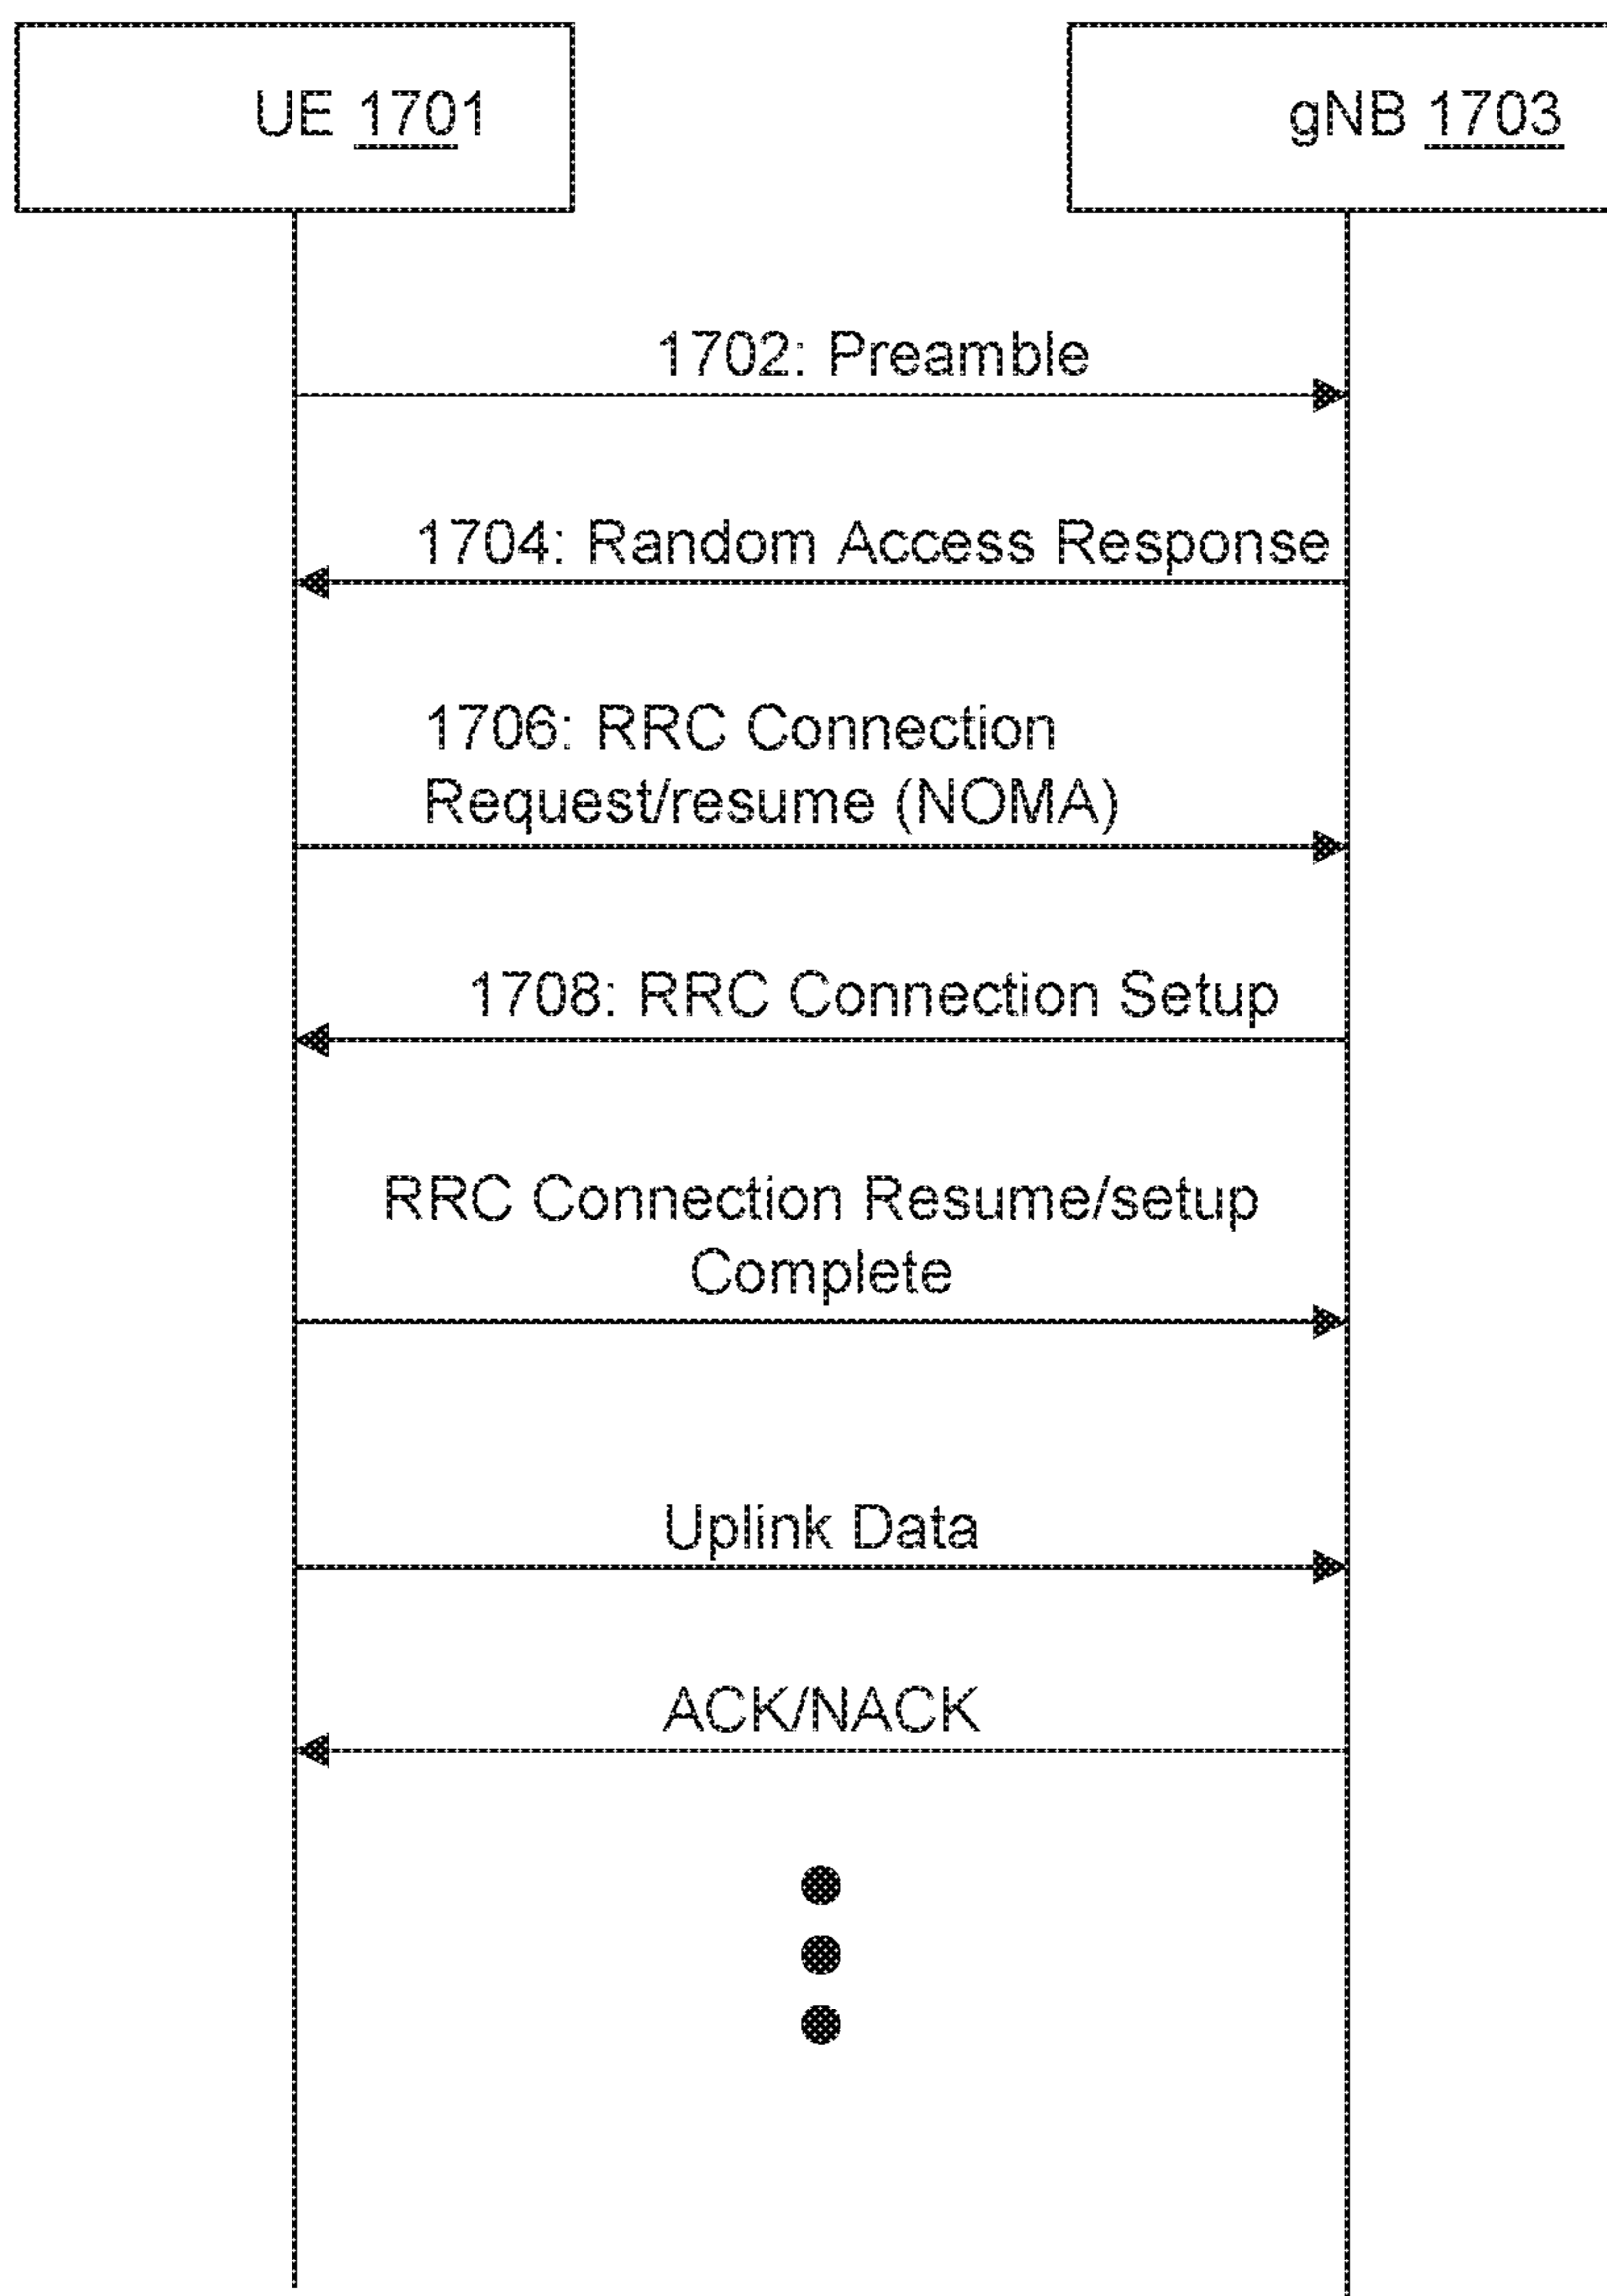 UE 1701
gNB 1703
1702: Preamble
1704: Random Access Response
1706: RRC Connection
Request/resume (NOMA)
1708: RRC Connection Setup
RRC Connection Resume/setup
Complete
Uplink Data
ACK/NACK